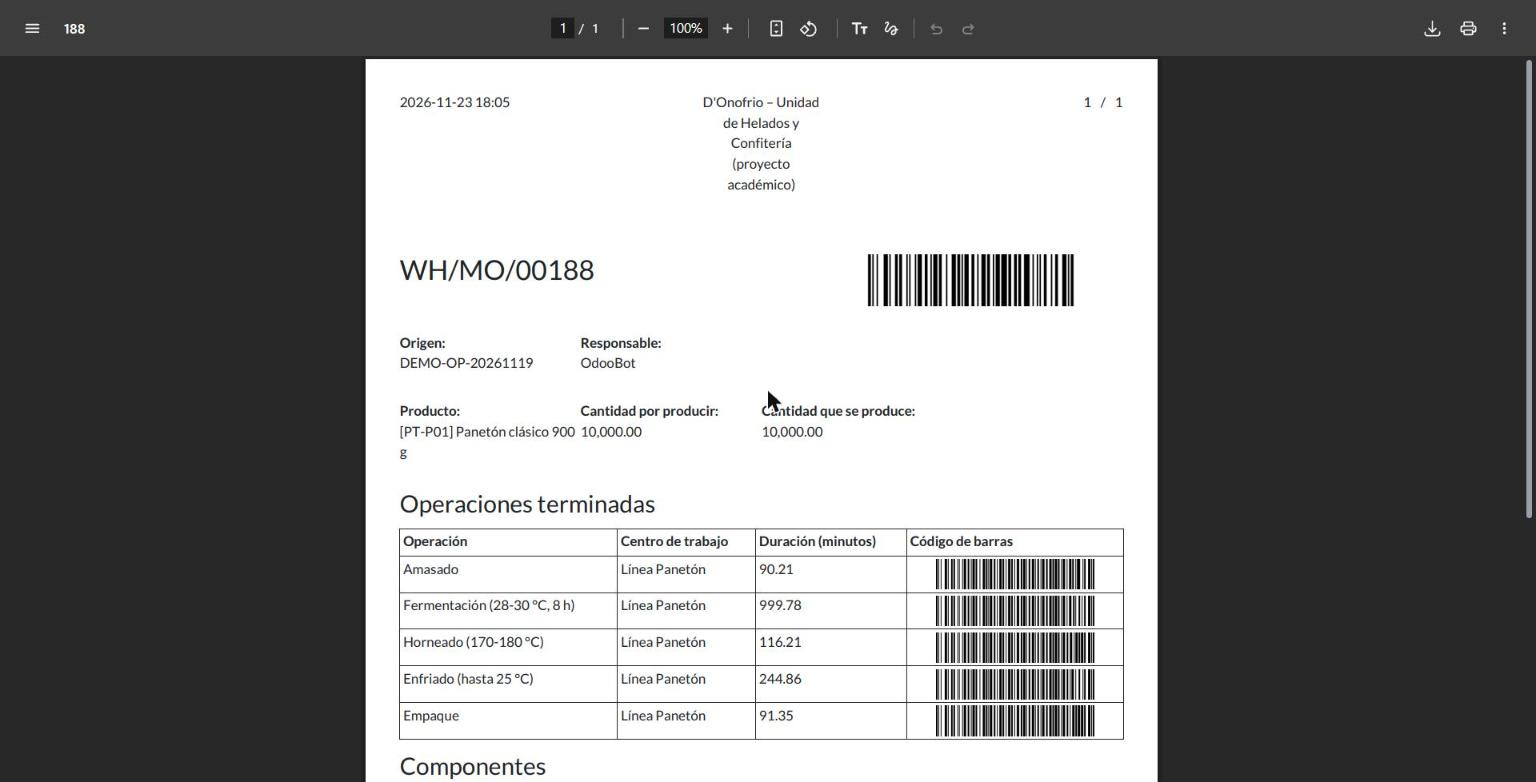 188
1 / 1
100%
2026-11-23 18:05
D'Onofrio – Unidad
de Helados y
Confitería
(proyecto
académico)
1 / 1
WH/MO/00188
Origen:
DEMO-OP-20261119
Responsable:
OdooBot
Producto:
[PT-P01] Panetón clásico 900
g
Cantidad por producir:
10,000.00
Cantidad que se produce:
10,000.00
Operaciones terminadas
Operación Centro de trabajo Duración (minutos) Código de barras
Amasado Línea Panetón 90.21
Fermentación (28-30 °C, 8 h) Línea Panetón 999.78
Horneado (170-180 °C) Línea Panetón 116.21
Enfriado (hasta 25 °C) Línea Panetón 244.86
Empaque Línea Panetón 91.35
Componentes